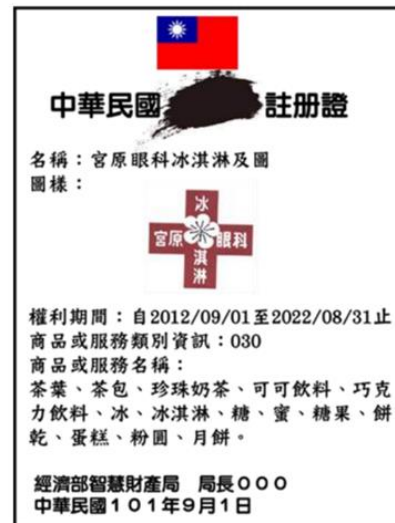 中華民國 註冊證
名稱：宮原眼科冰淇淋及圖
圖樣：
冰
宮原 眼科
淇
淋
權利期間：自2012/09/01至2022/08/31止
商品或服務類別資訊：030
商品或服務名稱：
茶葉、茶包、珍珠奶茶、可可飲料、巧克
力飲料、冰、冰淇淋、糖、蜜、糖果、餅
乾、蛋糕、粉圓、月餅。
經濟部智慧財產局 局長OOO
中華民國101年9月1日